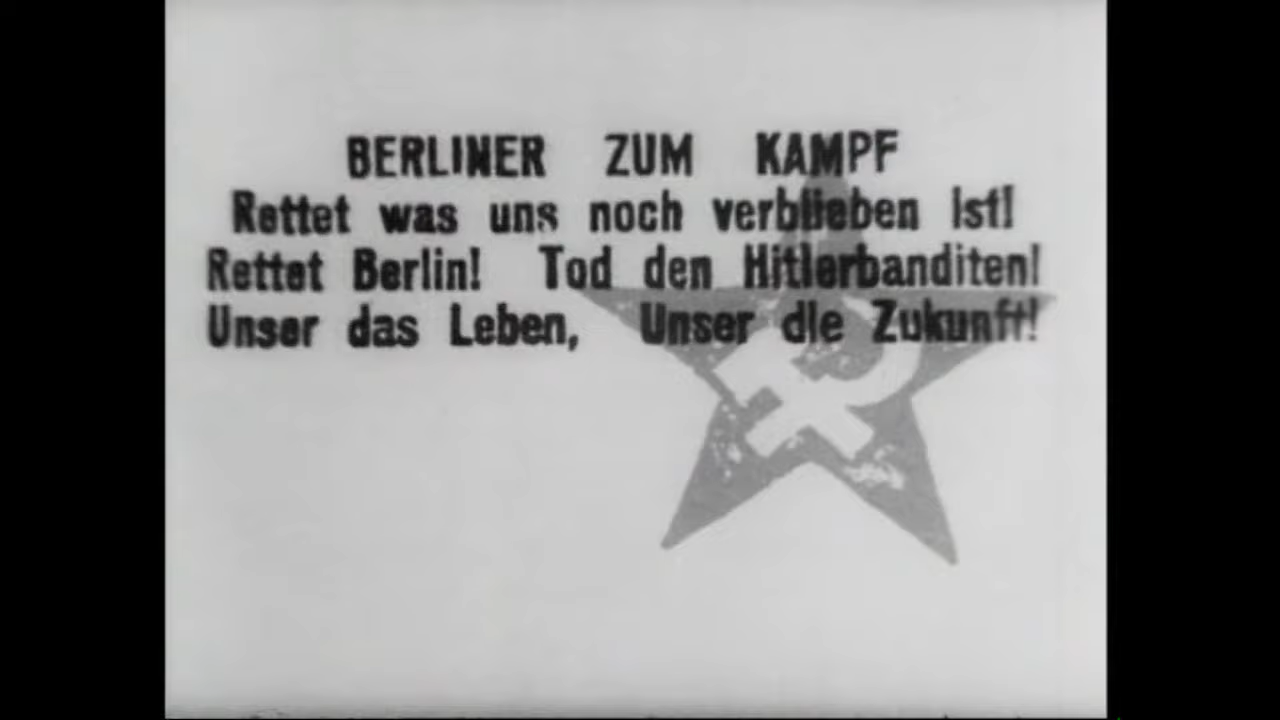 BERLINER ZUM KAMPF
Rettet was uns noch verblieben ist!
Rettet Berlin! Tod den Hitlerbanditen!
Unser das Leben, Unser die Zukunft!